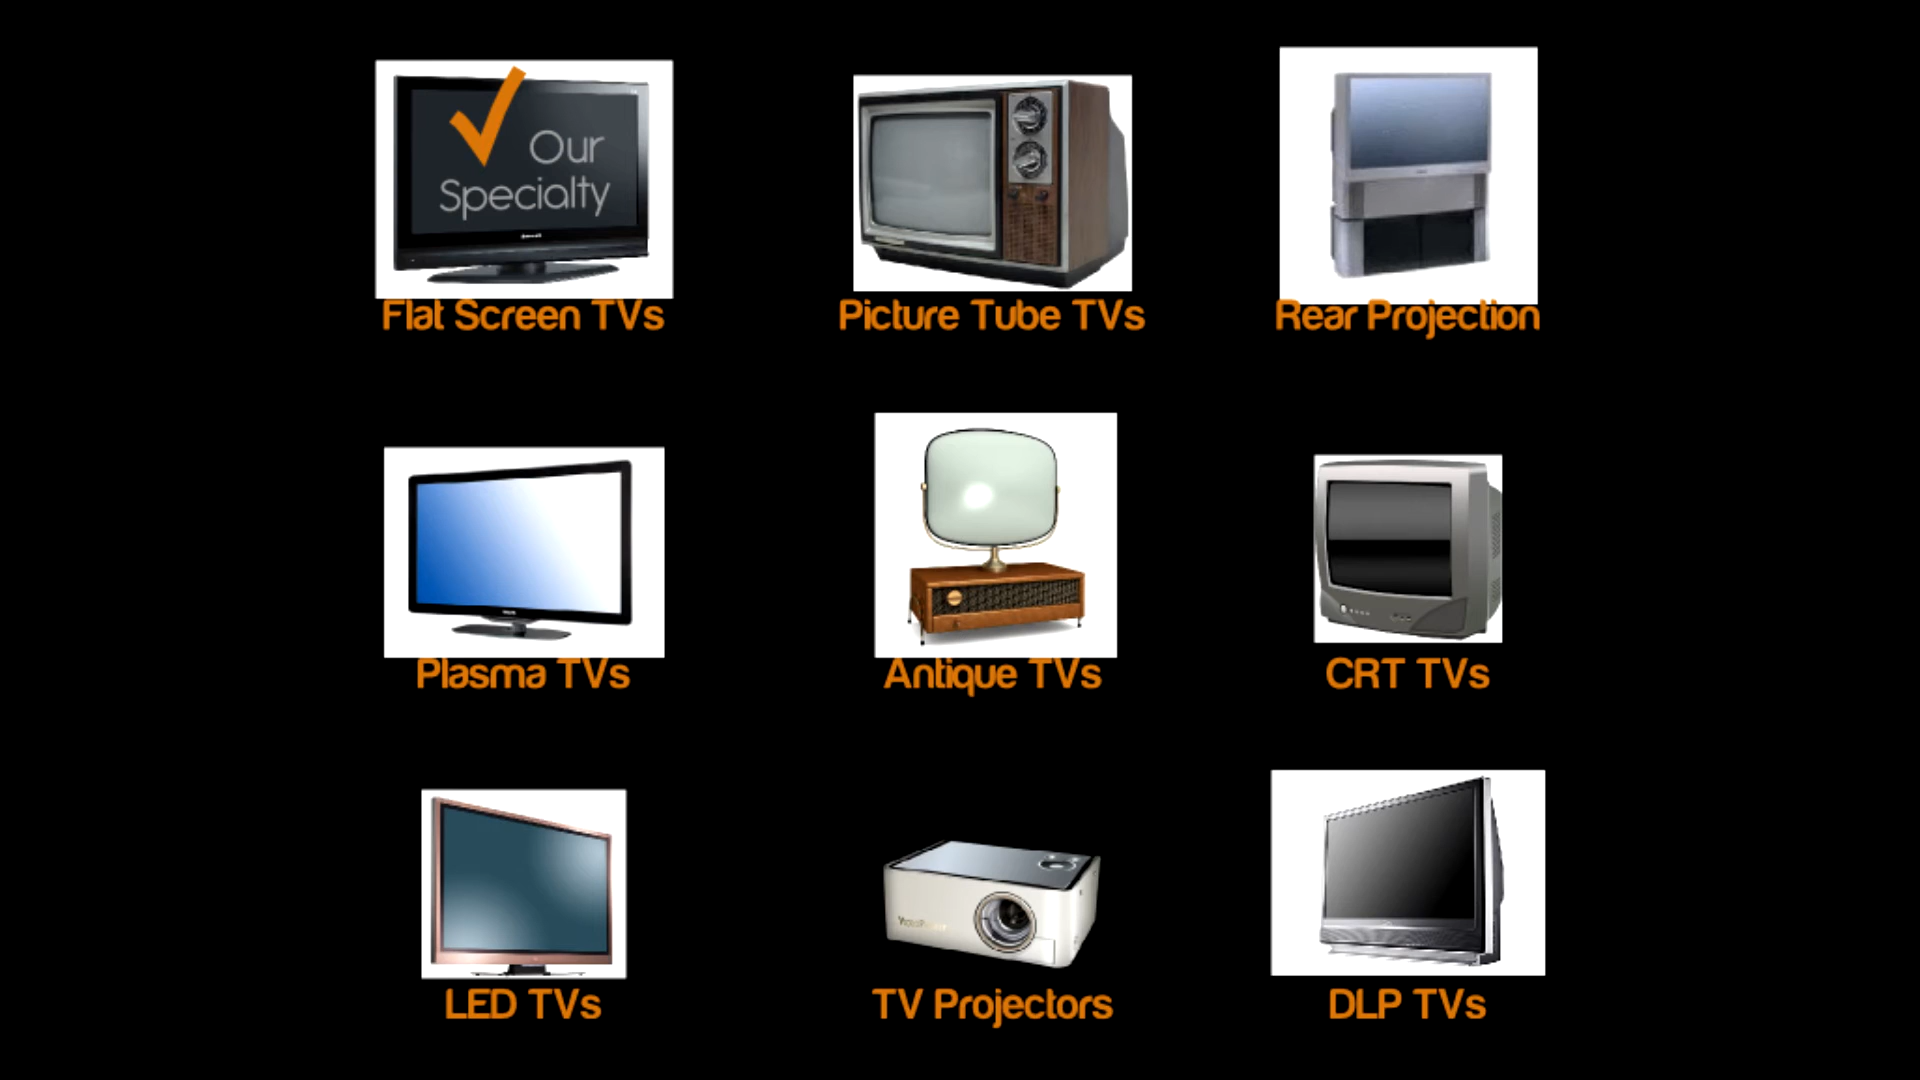 Our
Specialty
Flat Screen TVs
Picture Tube TVs
Rear Projection
Plasma TVs
Antique TVs
CRT TVs
LED TVs
TV Projectors
DLP TVs